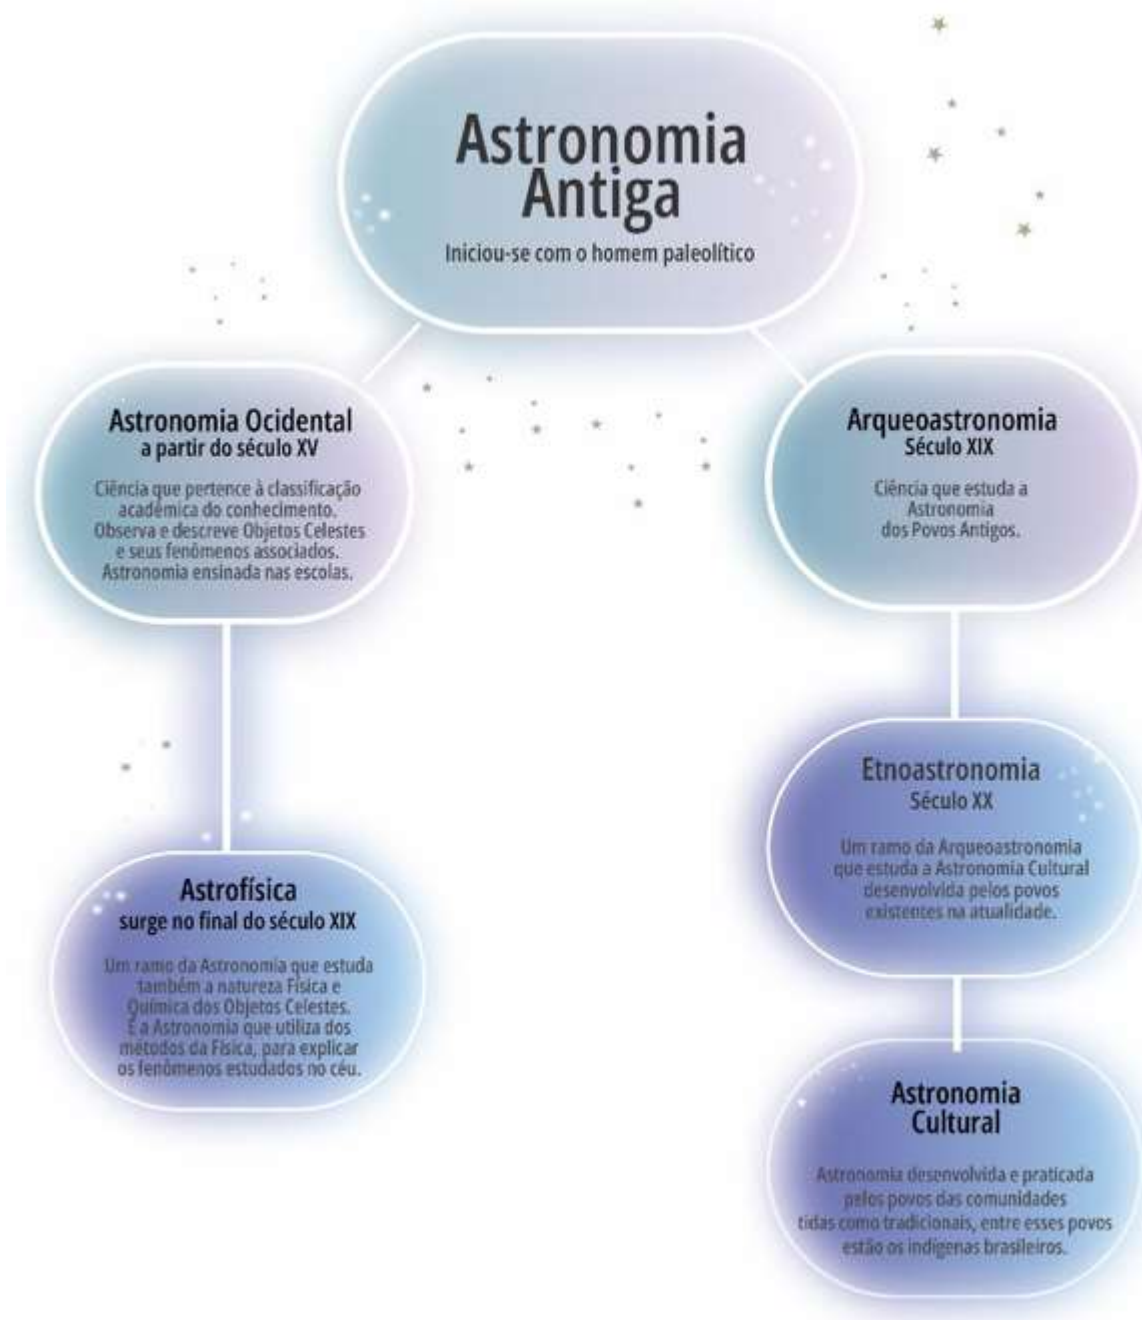 Astronomia
Antiga
Iniciou-se com o homem paleolítico
Astronomia Ocidental
a partir do século XV
Ciência que pertence à classificação
acadêmica do conhecimento.
Observa e descreve Objetos Celestes
e seus fenômenos associados.
Astronomia ensinada nas escolas.
Arqueoastronomia
Século XIX
Ciência que estuda a
Astronomia
dos Povos Antigos.
Etnoastronomia
Século XX
Um ramo da Arqueoastronomia
que estuda a Astronomia Cultural
desenvolvida pelos povos
existentes na atualidade.
Astrofísica
surge no final do século XIX
Um ramo da Astronomia que estuda
também a natureza Física e
Química dos Objetos Celestes.
É a Astronomia que utiliza dos
métodos da Física, para explicar
os fenômenos estudados no céu.
Astronomia
Cultural
Astronomia desenvolvida e praticada
pelos povos das comunidades
tidas como tradicionais, entre esses povos
estão os indígenas brasileiros.